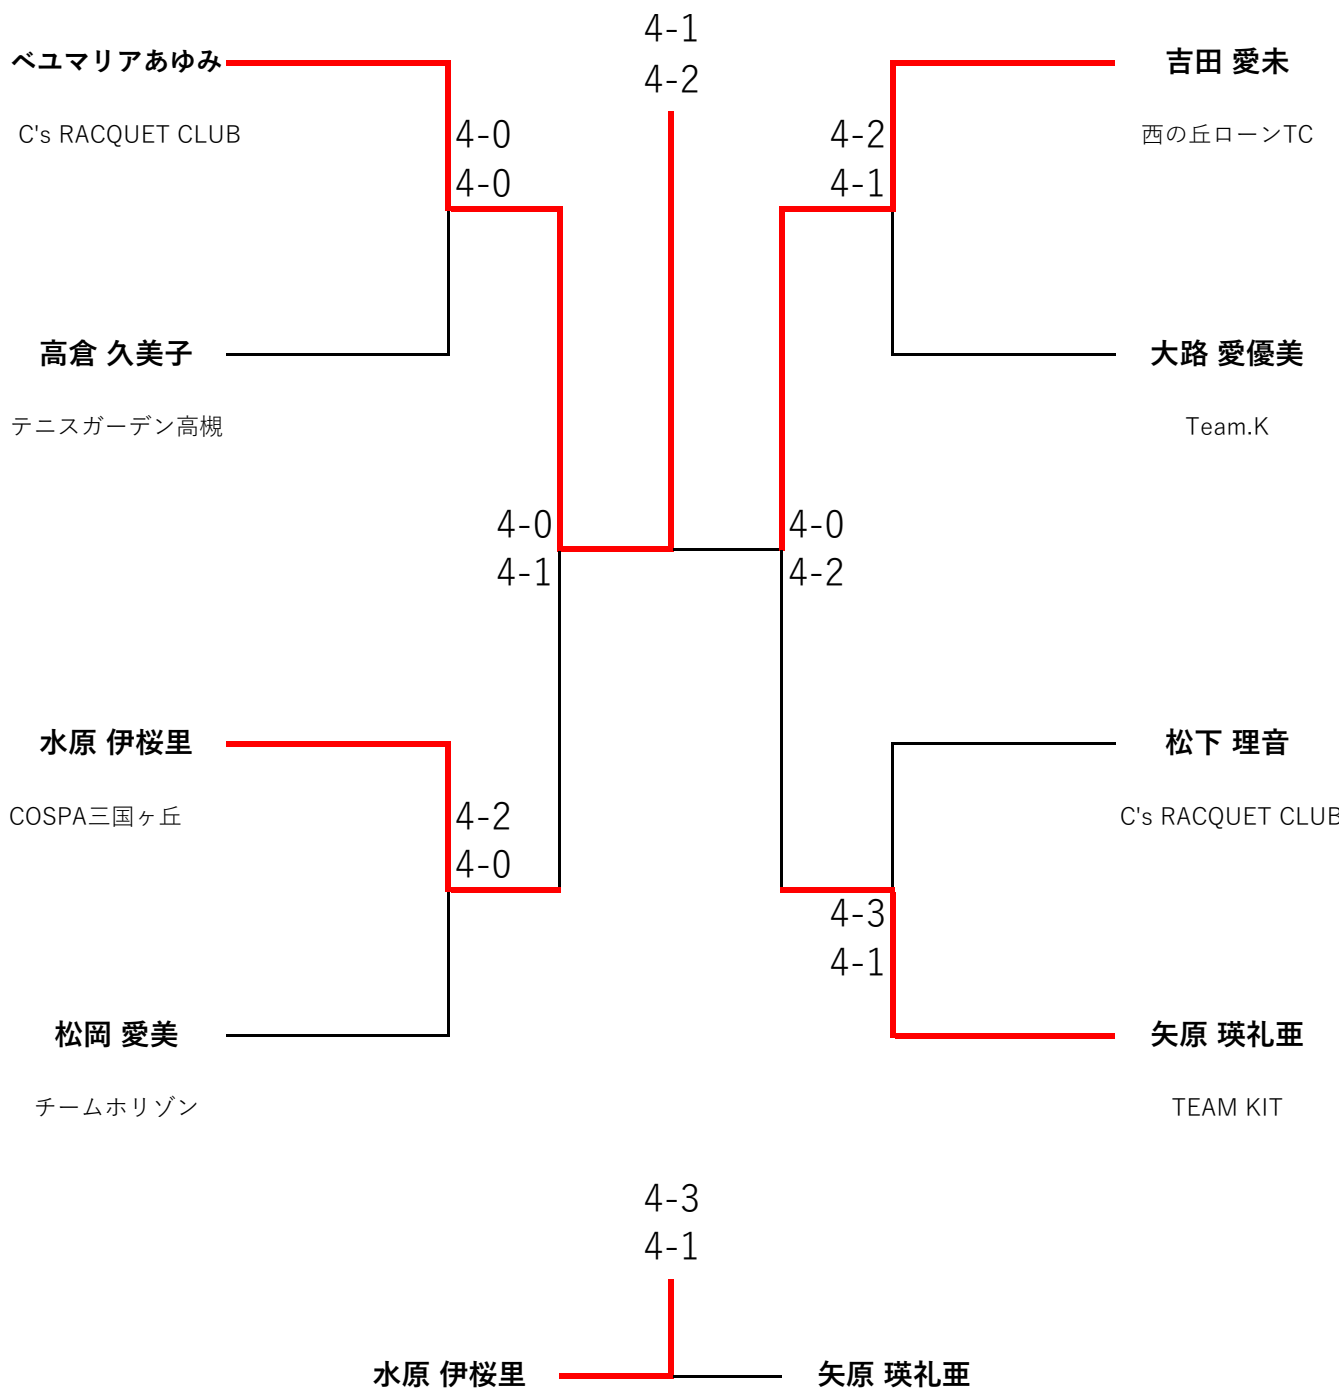 4-1
4-2
ベユマリアあゆみ
吉田 愛未
C's RACQUET CLUB
4-0
4-0
4-2
4-1
西の丘ローンTC
高倉 久美子
大路 愛優美
テニスガーデン高槻
Team.K
4-0
4-1
4-0
4-2
水原 伊桜里
松下 理音
COSPA三国ヶ丘
4-2
4-0
C's RACQUET CLUB
4-3
4-1
松岡 愛美
矢原 瑛礼亜
チームホリゾン
TEAM KIT
4-3
4-1
水原 伊桜里
矢原 瑛礼亜